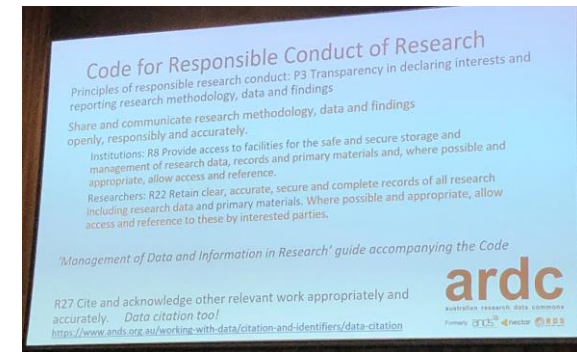 Code for Responsible Conduct of Research
Principles of responsible research conduct: P3 Transparency in declaring interests and
reporting research methodology, data and findings
Share and communicate research methodology, data and findings
openly, responsibly and accurately.
Institutions: R8 Provide access to facilities for the safe and secure storage and
management of research data, records and primary materials and, where possible and
appropriate, allow access and reference.
Researchers: R22 Retain clear, accurate, secure and complete records of all research
including research data and primary materials. Where possible and appropriate, allow
access and reference to these by interested parties.
'Management of Data and Information in Research' guide accompanying the Code
R27 Cite and acknowledge other relevant work appropriately and
accurately. Data citation too!
https://www.ands.org.au/working-with-data/citation-and-identifiers/data-citation
ardc
australian research data commons
Formerly ands nectar RDS